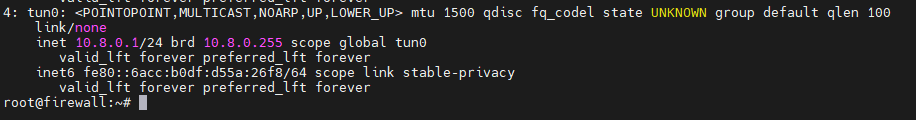 4: tun0: <POINTOPOINT,MULTICAST,NOARP,UP,LOWER_UP> mtu 1500 qdisc fq_codel state UNKNOWN group default qlen 100
    link/none
    inet 10.8.0.1/24 brd 10.8.0.255 scope global tun0
       valid_lft forever preferred_lft forever
    inet6 fe80::6acc:b0df:d55a:26f8/64 scope link stable-privacy
       valid_lft forever preferred_lft forever
root@firewall:~#